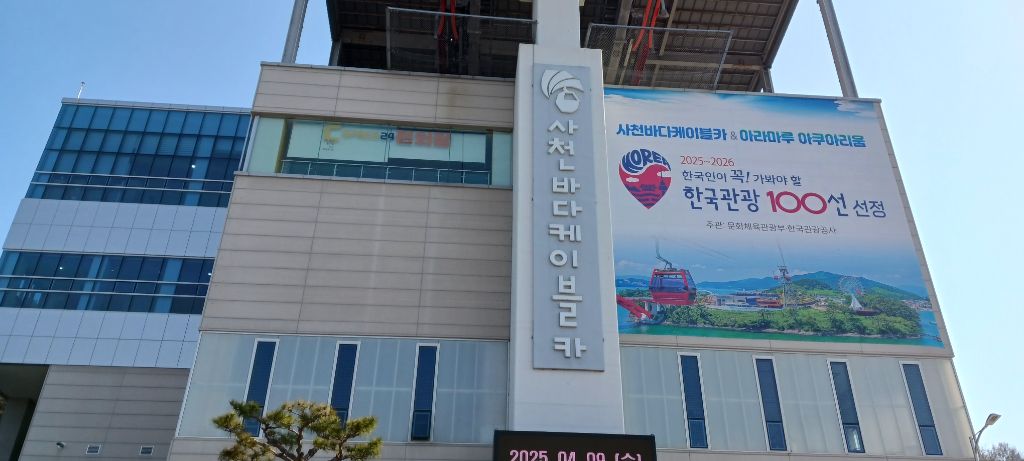 사천바다케이블카
사천바다케이블카 & 아라마루 아쿠아리움
KOREA
2025~2026
한국인이 꼭! 가봐야 할
한국관광 100선 선정
주관: 문화체육관광부·한국관광공사
2025 04 09 (수)